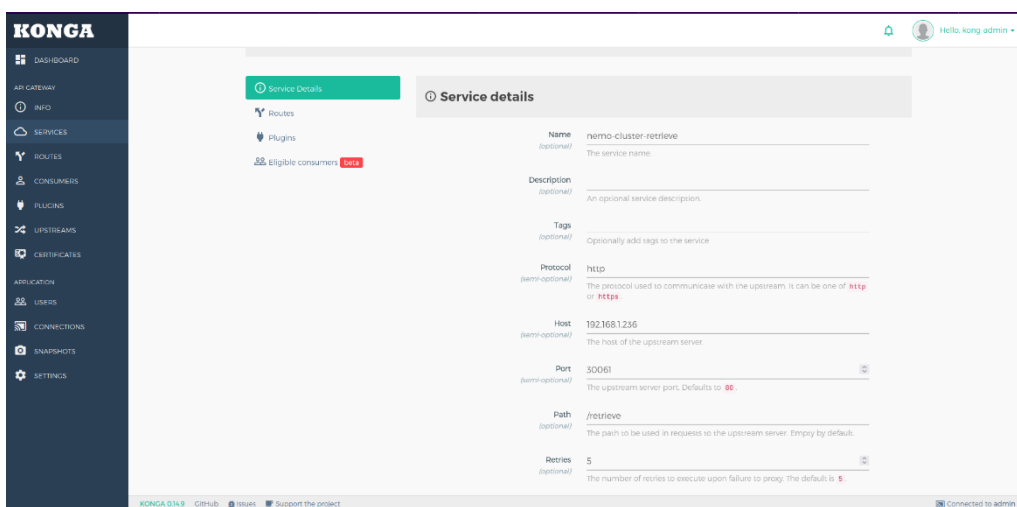 KONGA
Hello, kong admin
DASHBOARD
API GATEWAY
INFO
SERVICES
ROUTES
CONSUMERS
PLUGINS
UPSTREAMS
CERTIFICATES
APPLICATION
USERS
CONNECTIONS
SNAPSHOTS
SETTINGS
Service Details
Routes
Plugins
Eligible consumers beta
Service details
Name
(optional)
nemo-cluster-retrieve
The service name.
Description
(optional)
An optional service description.
Tags
(optional)
Optionally add tags to the service
Protocol
(semi-optional)
http
The protocol used to communicate with the upstream. It can be one of http
or https.
Host
(semi-optional)
192.168.1.236
The host of the upstream server.
Port
(semi-optional)
30061
The upstream server port. Defaults to 80.
Path
(optional)
/retrieve
The path to be used in requests to the upstream server. Empty by default.
Retries
(optional)
5
The number of retries to execute upon failure to proxy. The default is 5.
KONGA 0.14.9 GitHub Issues Support the project
Connected to admin